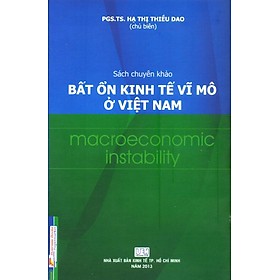 PGS.TS. HẠ THỊ THIỀU DAO
(chủ biên)
Sách chuyên khảo
BẤT ỔN KINH TẾ VĨ MÔ
Ở VIỆT NAM
macroeconomic
instability
NHÀ XUẤT BẢN KINH TẾ TP. HỒ CHÍ MINH
NĂM 2013